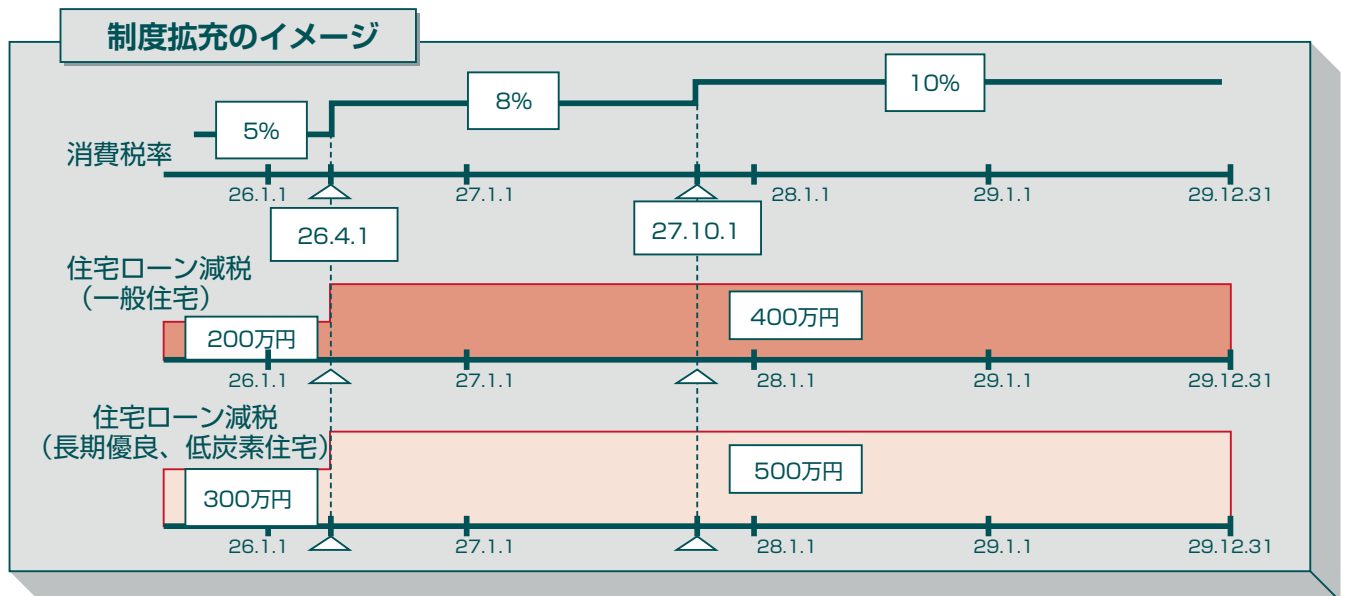 制度拡充のイメージ
10%
8%
5%
消費税率
26.1.1 27.1.1 28.1.1 29.1.1 29.12.31
26.4.1 27.10.1
住宅ローン減税
（一般住宅）
400万円
200万円
26.1.1 27.1.1 28.1.1 29.1.1 29.12.31
住宅ローン減税
（長期優良、低炭素住宅）
500万円
300万円
26.1.1 27.1.1 28.1.1 29.1.1 29.12.31